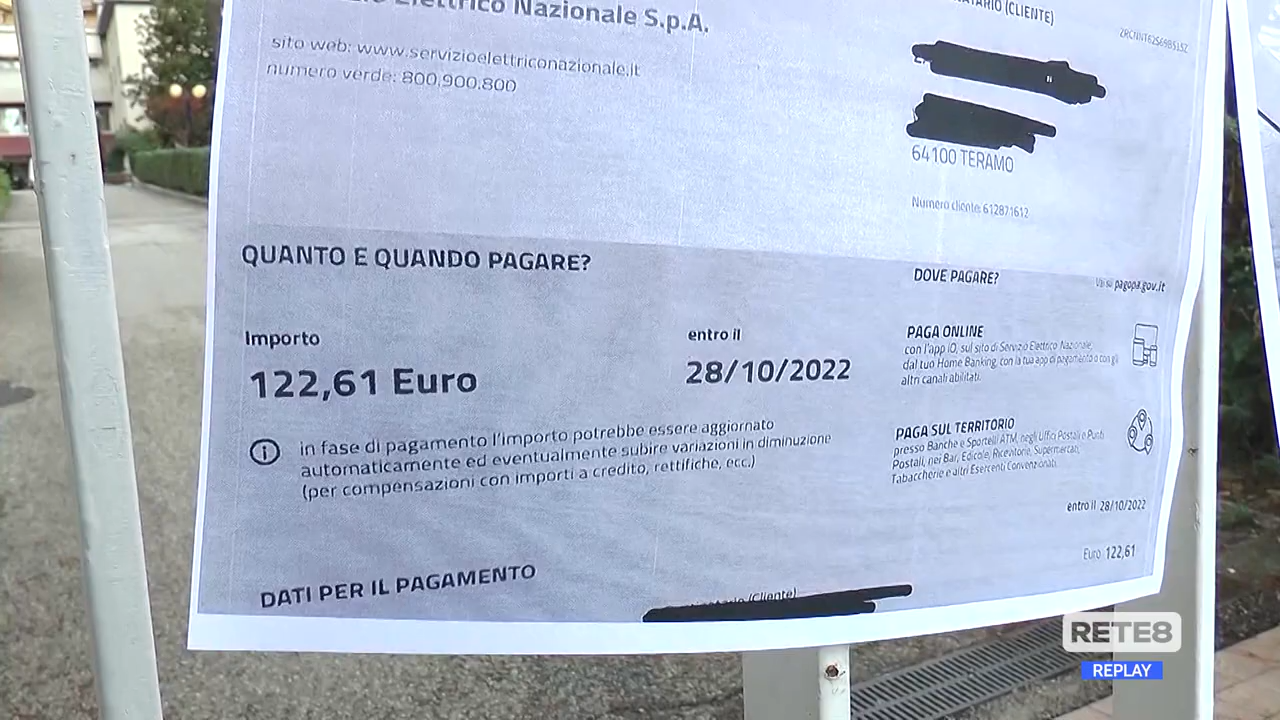 Elettrico Nazionale S.p.A.
sito web: www.servizioelettriconazionale.it
numero verde: 800,900,800
(CLIENTE)
64100 TERAMO
Numero cliente: 612871612
QUANTO E QUANDO PAGARE?
Importo
122,61 Euro
entro il
28/10/2022
in fase di pagamento l'importo potrebbe essere aggiornato
automaticamente ed eventualmente subire variazioni in diminuzione
(per compensazioni con importi a credito, rettifiche, ecc.)
DOVE PAGARE?
Vai su pagopa.gov.it
PAGA ONLINE
con l'app IO, sul sito di Servizio Elettrico Nazionale,
dal tuo Home Banking, con la tua app di pagamento o con gli
altri canali abilitati.
PAGA SUL TERRITORIO
presso Banche e Sportelli ATM, negli Uffici Postali e Punti
Postali, nei Bar, Edicole, Ricevitorie, Supermercati,
Tabaccherie e altri Esercenti Convenzionati.
entro il 28/10/2022
Euro 122,61
DATI PER IL PAGAMENTO
(Cliente)
RETE8
REPLAY